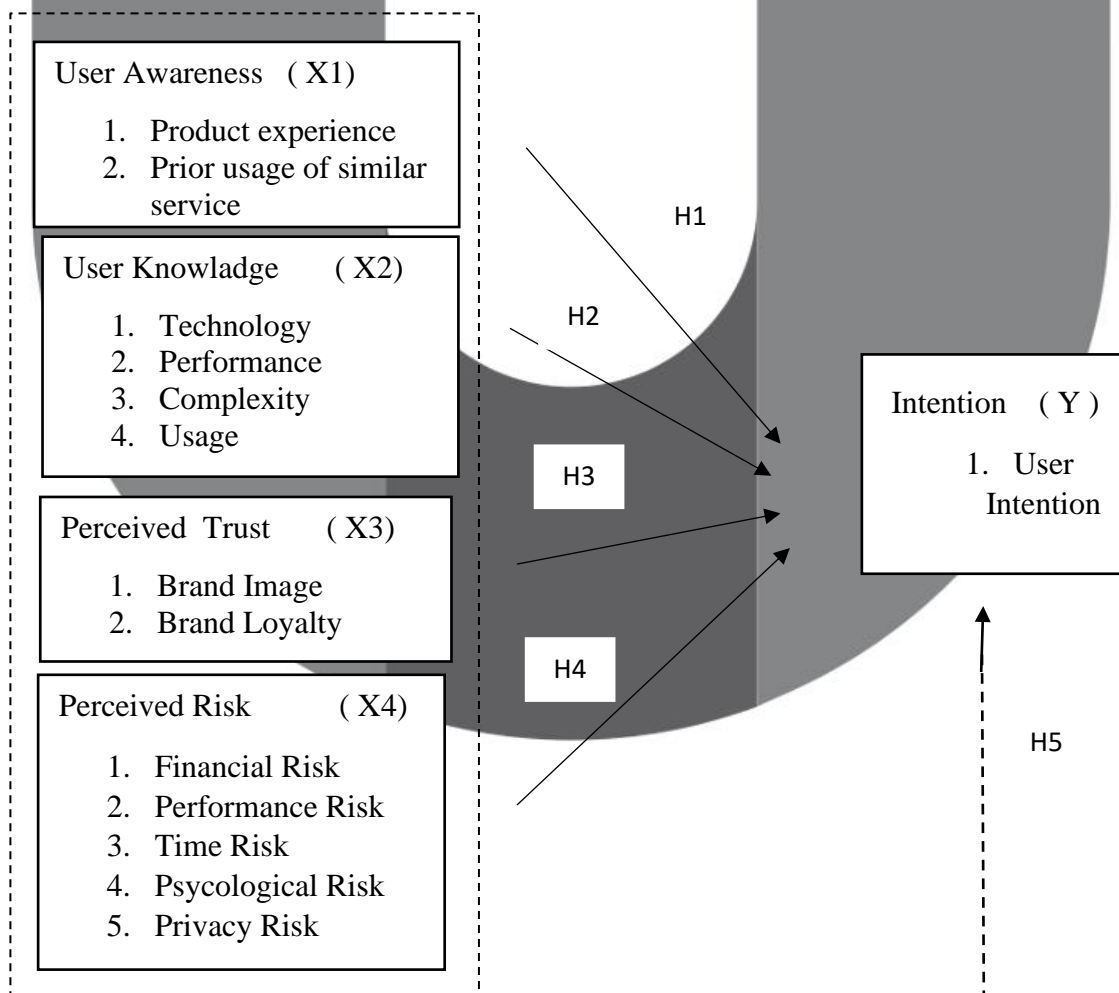 User Awareness ( X1)
1. Product experience
2. Prior usage of similar
service
User Knowladge ( X2)
1. Technology
2. Performance
3. Complexity
4. Usage
Perceived Trust ( X3)
1. Brand Image
2. Brand Loyalty
Perceived Risk ( X4)
1. Financial Risk
2. Performance Risk
3. Time Risk
4. Psycological Risk
5. Privacy Risk
H1
H2
H3
H4
Intention ( Y )
1. User
Intention
H5